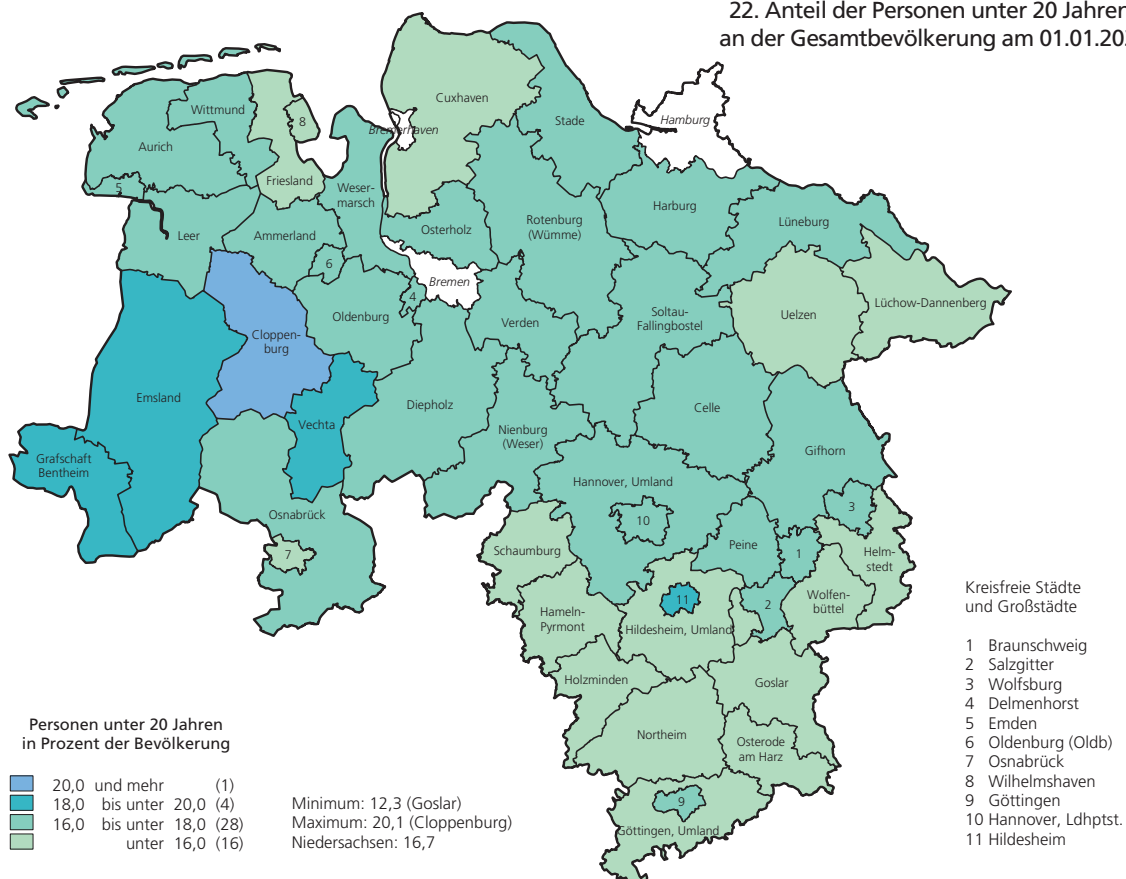 22. Anteil der Personen unter 20 Jahren
an der Gesamtbevölkerung am 01.01.20
Cuxhaven
Wittmund
8
Bremerhaven
Stade
Hamburg
Aurich
5
Friesland
Weser-
marsch
Leer
Ammerland
Osterholz
Rotenburg
(Wümme)
Harburg
Lüneburg
6
Bremen
4
Oldenburg
Verden
Soltau-
Fallingbostel
Uelzen
Lüchow-Dannenberg
Cloppen-
burg
Emsland
Vechta
Diepholz
Celle
Nienburg
(Weser)
Gifhorn
Grafschaft
Bentheim
Hannover, Umland
Osnabrück
10
3
7
Schaumburg
Peine
1
Helm-
stedt
11
2
Wolfen-
büttel
Hameln-
Pyrmont
Hildesheim, Umland
Holzminden
Goslar
Northeim
Osterode
am Harz
9
Göttingen, Umland
Personen unter 20 Jahren
in Prozent der Bevölkerung
20,0 und mehr (1)
18,0 bis unter 20,0 (4)
16,0 bis unter 18,0 (28)
unter 16,0 (16)
Minimum: 12,3 (Goslar)
Maximum: 20,1 (Cloppenburg)
Niedersachsen: 16,7
Kreisfreie Städte
und Großstädte
1 Braunschweig
2 Salzgitter
3 Wolfsburg
4 Delmenhorst
5 Emden
6 Oldenburg (Oldb)
7 Osnabrück
8 Wilhelmshaven
9 Göttingen
10 Hannover, Ldhptst.
11 Hildesheim